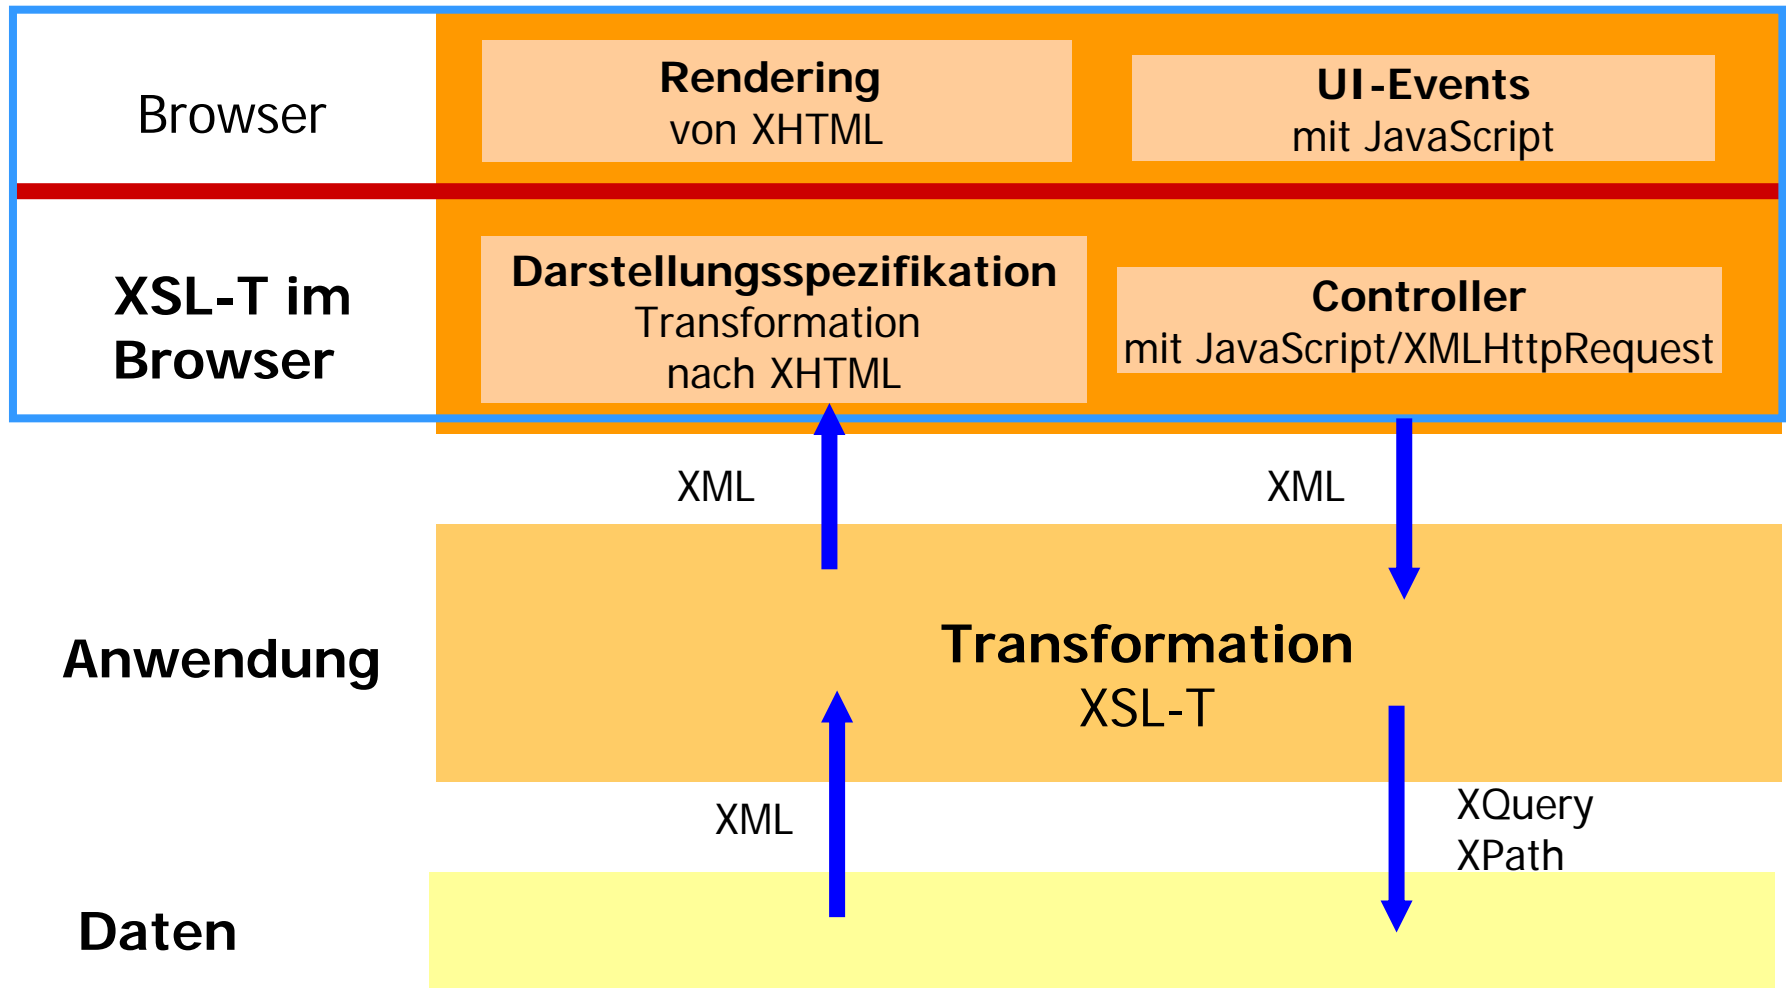 Browser
Rendering
von XHTML
UI-Events
mit JavaScript
XSL-T im
Browser
Darstellungsspezifikation
Transformation
nach XHTML
Controller
mit JavaScript/XMLHttpRequest
XML
XML
Anwendung
Transformation
XSL-T
XML
XQuery
XPath
Daten